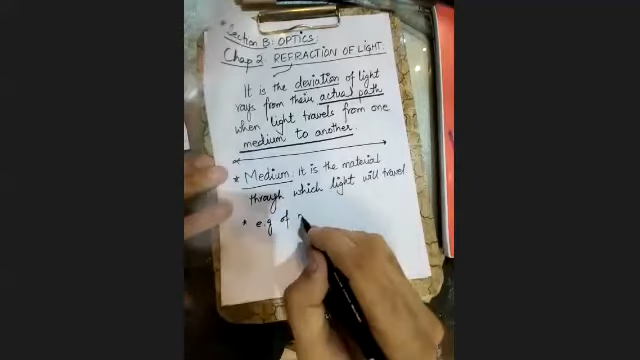 * Section B: OPTICS:
Chap 2: REFRACTION OF LIGHT:
It is the deviation of light
rays from their actual path
when light travels from one
medium to another.
* Medium: It is the material
through which light will travel
* e.g of